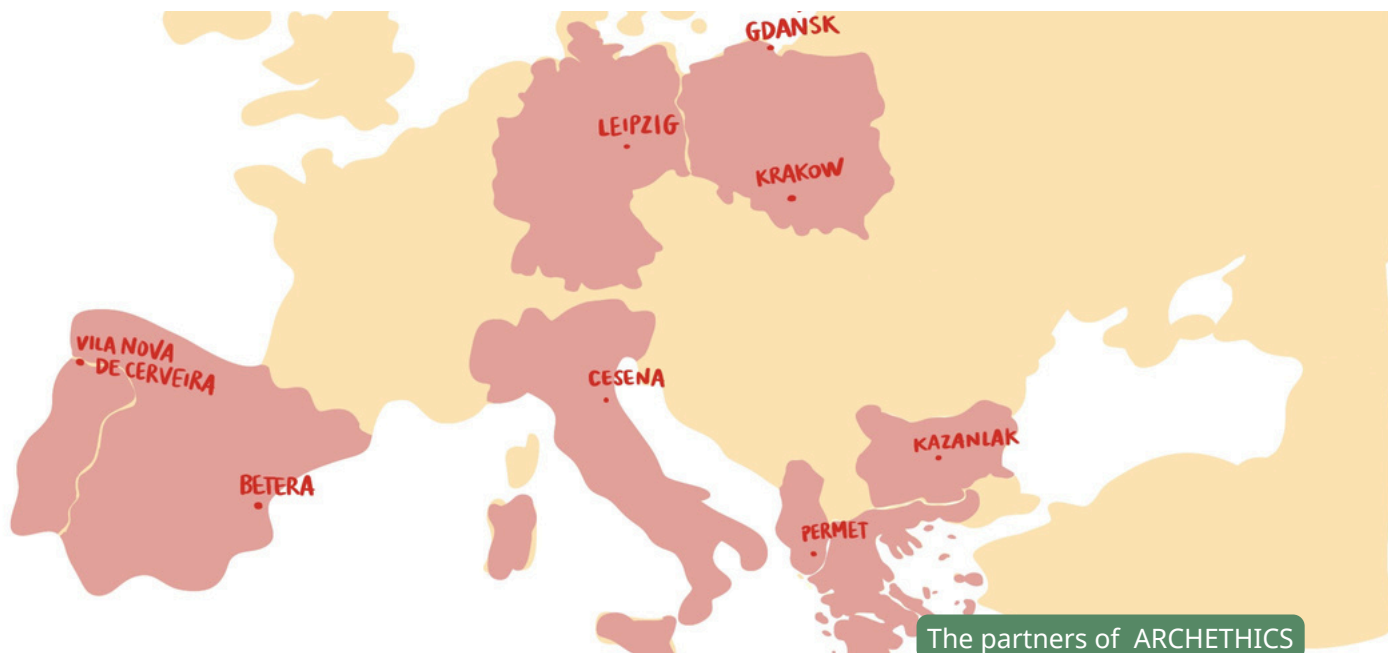 GDANSK
LEIPZIG
KRAKOW
VILA NOVA
DE CERVEIRA
CESENA
KAZANLAK
BETERA
PERMET
The partners of ARCHETHICS